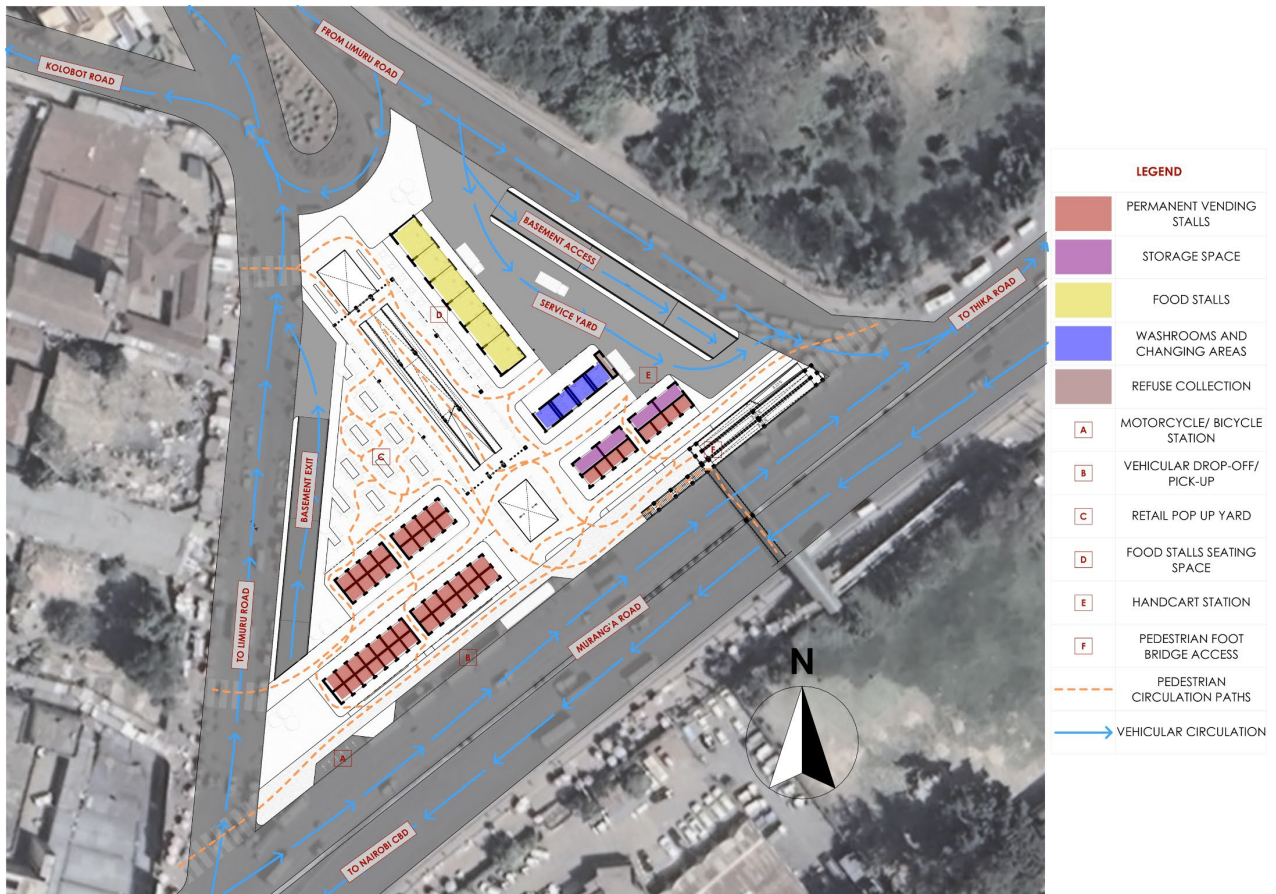 FROM LIMURU ROAD
KOLOBOT ROAD
BASEMENT ACCESS
SERVICE YARD
TO THIKA ROAD
D
E
F
C
BASEMENT EXIT
TO LIMURU ROAD
MURANG'A ROAD
B
A
TO NAIROBI CBD
N
LEGEND
PERMANENT VENDING
STALLS
STORAGE SPACE
FOOD STALLS
WASHROOMS AND
CHANGING AREAS
REFUSE COLLECTION
A
MOTORCYCLE/ BICYCLE
STATION
B
VEHICULAR DROP-OFF/
PICK-UP
C
RETAIL POP UP YARD
D
FOOD STALLS SEATING
SPACE
E
HANDCART STATION
F
PEDESTRIAN FOOT
BRIDGE ACCESS
PEDESTRIAN
CIRCULATION PATHS
VEHICULAR CIRCULATION